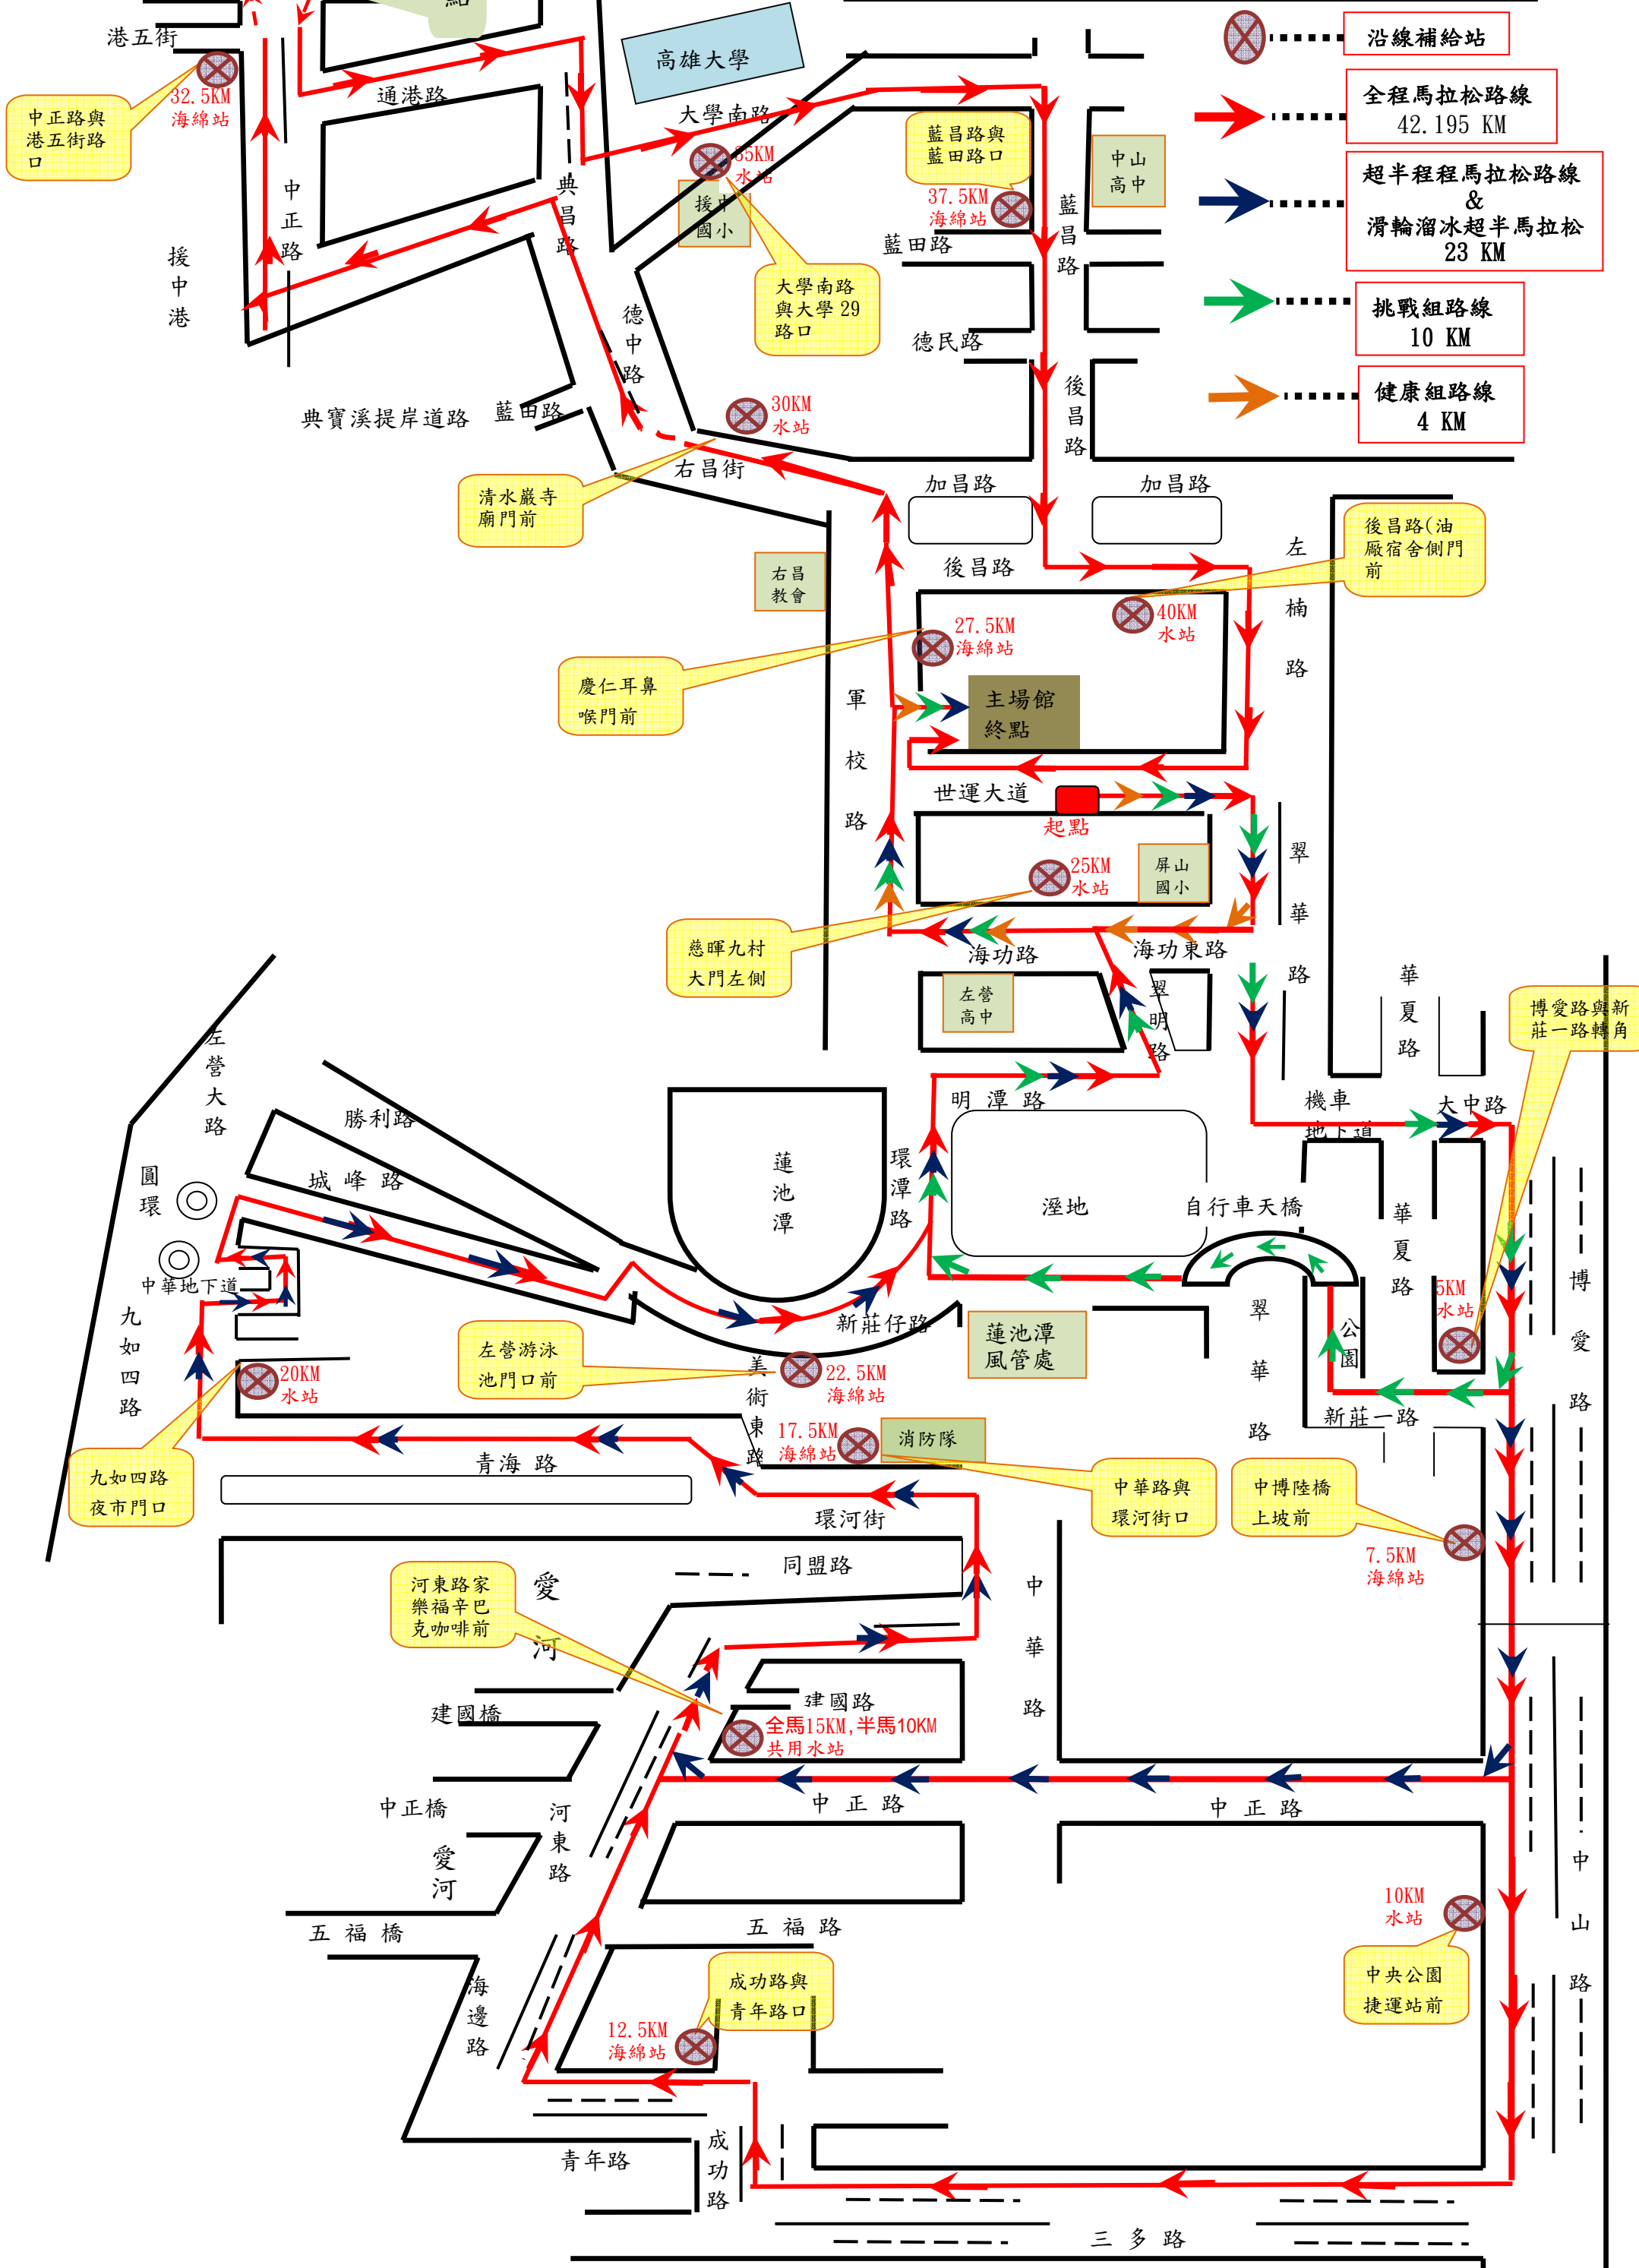 點
港五街
高雄大學
沿線補給站
32.5KM
海綿站
中正路與
港五街路
口
通港路
大學南路
全程馬拉松路線
42.195 KM
藍昌路與
藍田路口
中山
高中
35KM
水站
援中
國小
超半程程馬拉松路線
&
滑輪溜冰超半馬拉松
23 KM
中正路
典昌路
37.5KM
海綿站
藍昌路
藍田路
援中港
大學南路
與大學 29
路口
挑戰組路線
10 KM
德中路
德民路
後昌路
健康組路線
4 KM
典寶溪提岸道路
藍田路
30KM
水站
右昌街
加昌路
加昌路
清水巖寺
廟門前
後昌路(油
廠宿舍側門
前
左楠路
右昌
教會
後昌路
40KM
水站
27.5KM
海綿站
慶仁耳鼻
喉門前
軍校路
主場館
終點
世運大道
起點
25KM
水站
屏山
國小
翠華路
慈暉九村
大門左側
海功路
海功東路
左營
高中
翠明路
華夏路
博愛路與新
莊一路轉角
左營大路
勝利路
明潭路
機車
地下道
大中路
圓環
城峰路
蓮池潭
環潭路
溼地
自行車天橋
華夏路
中華地下道
博愛路
5KM
水站
九如四路
新莊仔路
翠華路
公園
左營游泳
池門口前
蓮池潭
風管處
20KM
水站
美術東路
22.5KM
海綿站
新莊一路
17.5KM
海綿站
消防隊
青海路
九如四路
夜市門口
中華路與
環河街口
中博陸橋
上坡前
環河街
7.5KM
海綿站
同盟路
愛河
河東路家
樂福辛巴
克咖啡前
中華路
建國橋
建國路
全馬15KM,半馬10KM
共用水站
中正橋
河東路
中正路
中正路
愛河
中山路
10KM
水站
五福橋
五福路
中央公園
捷運站前
海邊路
成功路與
青年路口
12.5KM
海綿站
青年路
成功路
三多路